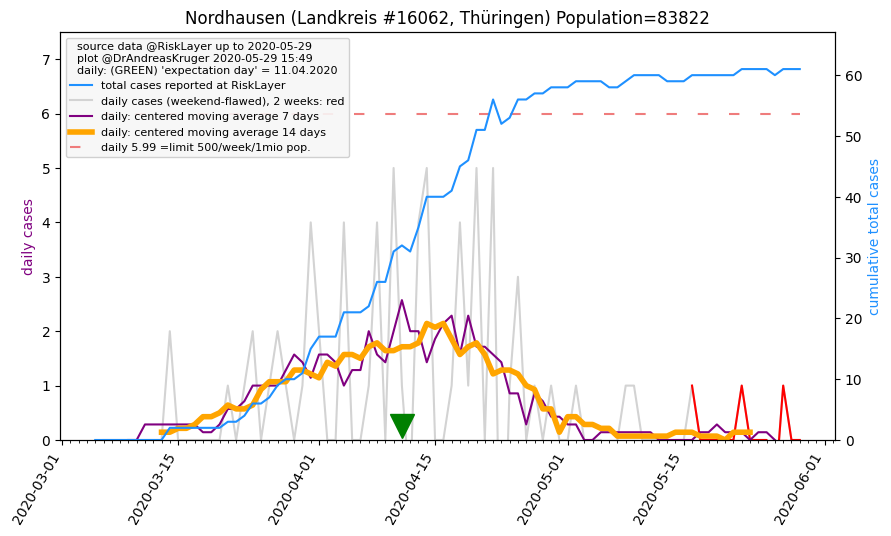 Nordhausen (Landkreis #16062, Thüringen) Population=83822
source data @RiskLayer up to 2020-05-29
plot @DrAndreasKruger 2020-05-29 15:49
daily: (GREEN) 'expectation day' = 11.04.2020
total cases reported at RiskLayer
daily cases (weekend-flawed), 2 weeks: red
daily: centered moving average 7 days
daily: centered moving average 14 days
daily 5.99 =limit 500/week/1mio pop.
daily cases
7
6
5
4
3
2
1
0
cumulative total cases
60
50
40
30
20
10
0
2020-03-01
2020-03-15
2020-04-01
2020-04-15
2020-05-01
2020-05-15
2020-06-01